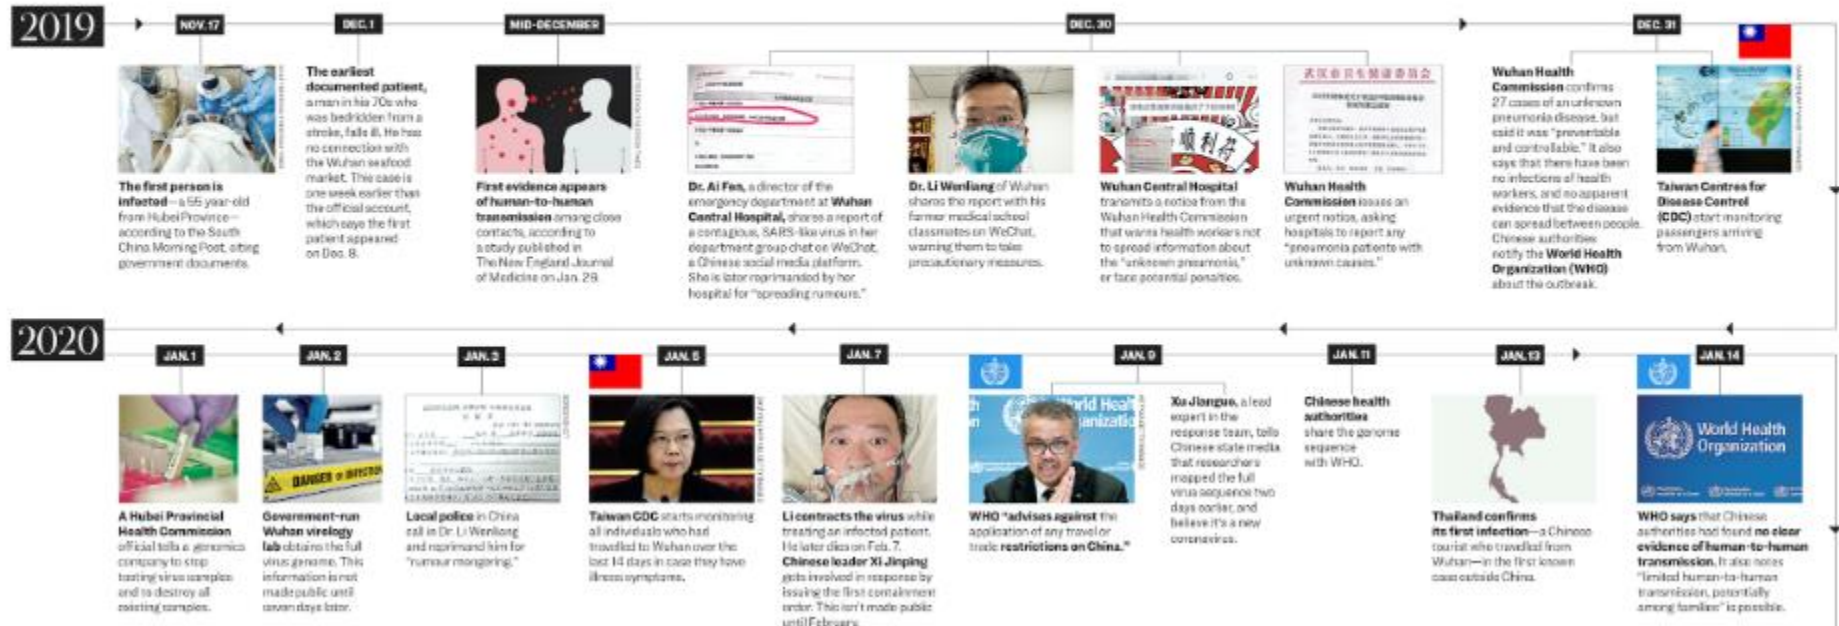 2019
NOV. 17
DEC. 1
MID-DECEMBER
DEC. 30
DEC. 31
The first person is
infected—a 55 year-old
from Hubei Province—
according to the South
China Morning Post, citing
government documents.
The earliest
documented patient,
a man in his 70s who
was bedridden from a
stroke, falls ill. He has
no connection with
the Wuhan seafood
market. This case is
one week earlier than
the official account,
which says the first
patient appeared
on Dec. 8.
First evidence appears
of human-to-human
transmission among close
contacts, according to
a study published in
The New England Journal
of Medicine on Jan. 29.
Dr. Ai Fen, a director of the
emergency department at Wuhan
Central Hospital, shares a report of
a contagious, SARS-like virus in her
department group chat on WeChat,
a Chinese social media platform.
She is later reprimanded by her
hospital for "spreading rumours."
Dr. Li Wenliang of Wuhan
shares the report with his
former medical school
classmates on WeChat,
warning them to take
precautionary measures.
順利符
Wuhan Central Hospital
transmits a notice from the
Wuhan Health Commission
that warns health workers not
to spread information about
the "unknown pneumonia,"
or face potential penalties.
武汉市卫生健康委员会
Wuhan Health
Commission issues an
urgent notice, asking
hospitals to report any
"pneumonia patients with
unknown causes."
Wuhan Health
Commission confirms
27 cases of an unknown
pneumonia disease, but
said it was "preventable
and controllable." It also
says that there have been
no infections of health
workers, and no apparent
evidence that the disease
can spread between people.
Chinese authorities
notify the World Health
Organization (WHO)
about the outbreak.
Taiwan Centres for
Disease Control
(CDC) start monitoring
passengers arriving
from Wuhan.
2020
JAN. 1
JAN. 2
JAN. 3
JAN. 5
JAN. 7
JAN. 9
JAN. 11
JAN. 13
JAN. 14
A Hubei Provincial
Health Commission
official tells a genomics
company to stop
testing virus samples
and to destroy all
existing samples.
DANGER
Government-run
Wuhan virology
lab obtains the full
virus genome. This
information is not
made public until
seven days later.
Local police in China
call in Dr. Li Wenliang
and reprimand him for
"rumour mongering."
Taiwan CDC starts monitoring
all individuals who had
travelled to Wuhan over the
last 14 days in case they have
illness symptoms.
Li contracts the virus while
treating an infected patient.
He later dies on Feb. 7.
Chinese leader Xi Jinping
gets involved in response by
issuing the first containment
order. This isn't made public
until February.
WHO "advises against the
application of any travel or
trade restrictions on China."
Xu Jianguo, a lead
expert in the
response team, tells
Chinese state media
that researchers
mapped the full
virus sequence two
days earlier, and
believe it's a new
coronavirus.
Chinese health
authorities
share the genome
sequence
with WHO.
Thailand confirms
its first infection—a Chinese
tourist who travelled from
Wuhan—in the first known
case outside China.
World Health
Organization
WHO says that Chinese
authorities had found no clear
evidence of human-to-human
transmission. It also notes
"limited human-to-human
transmission, potentially
among families" is possible.